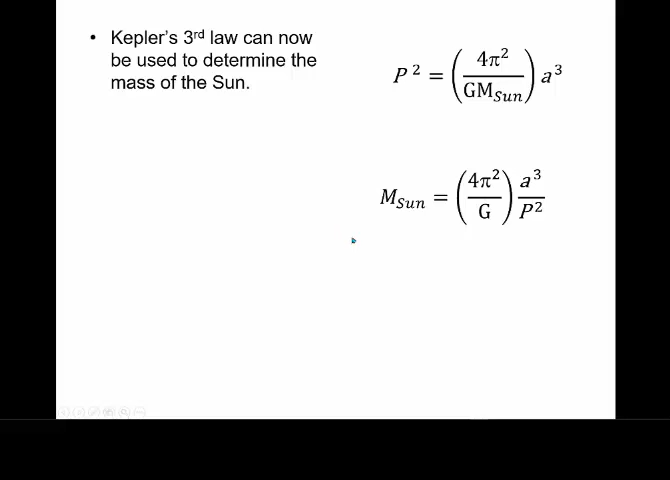 • Kepler's 3rd law can now
be used to determine the
mass of the Sun.
P² = (4π² / GM_Sun) a³
M_Sun = (4π² / G) a³ / P²